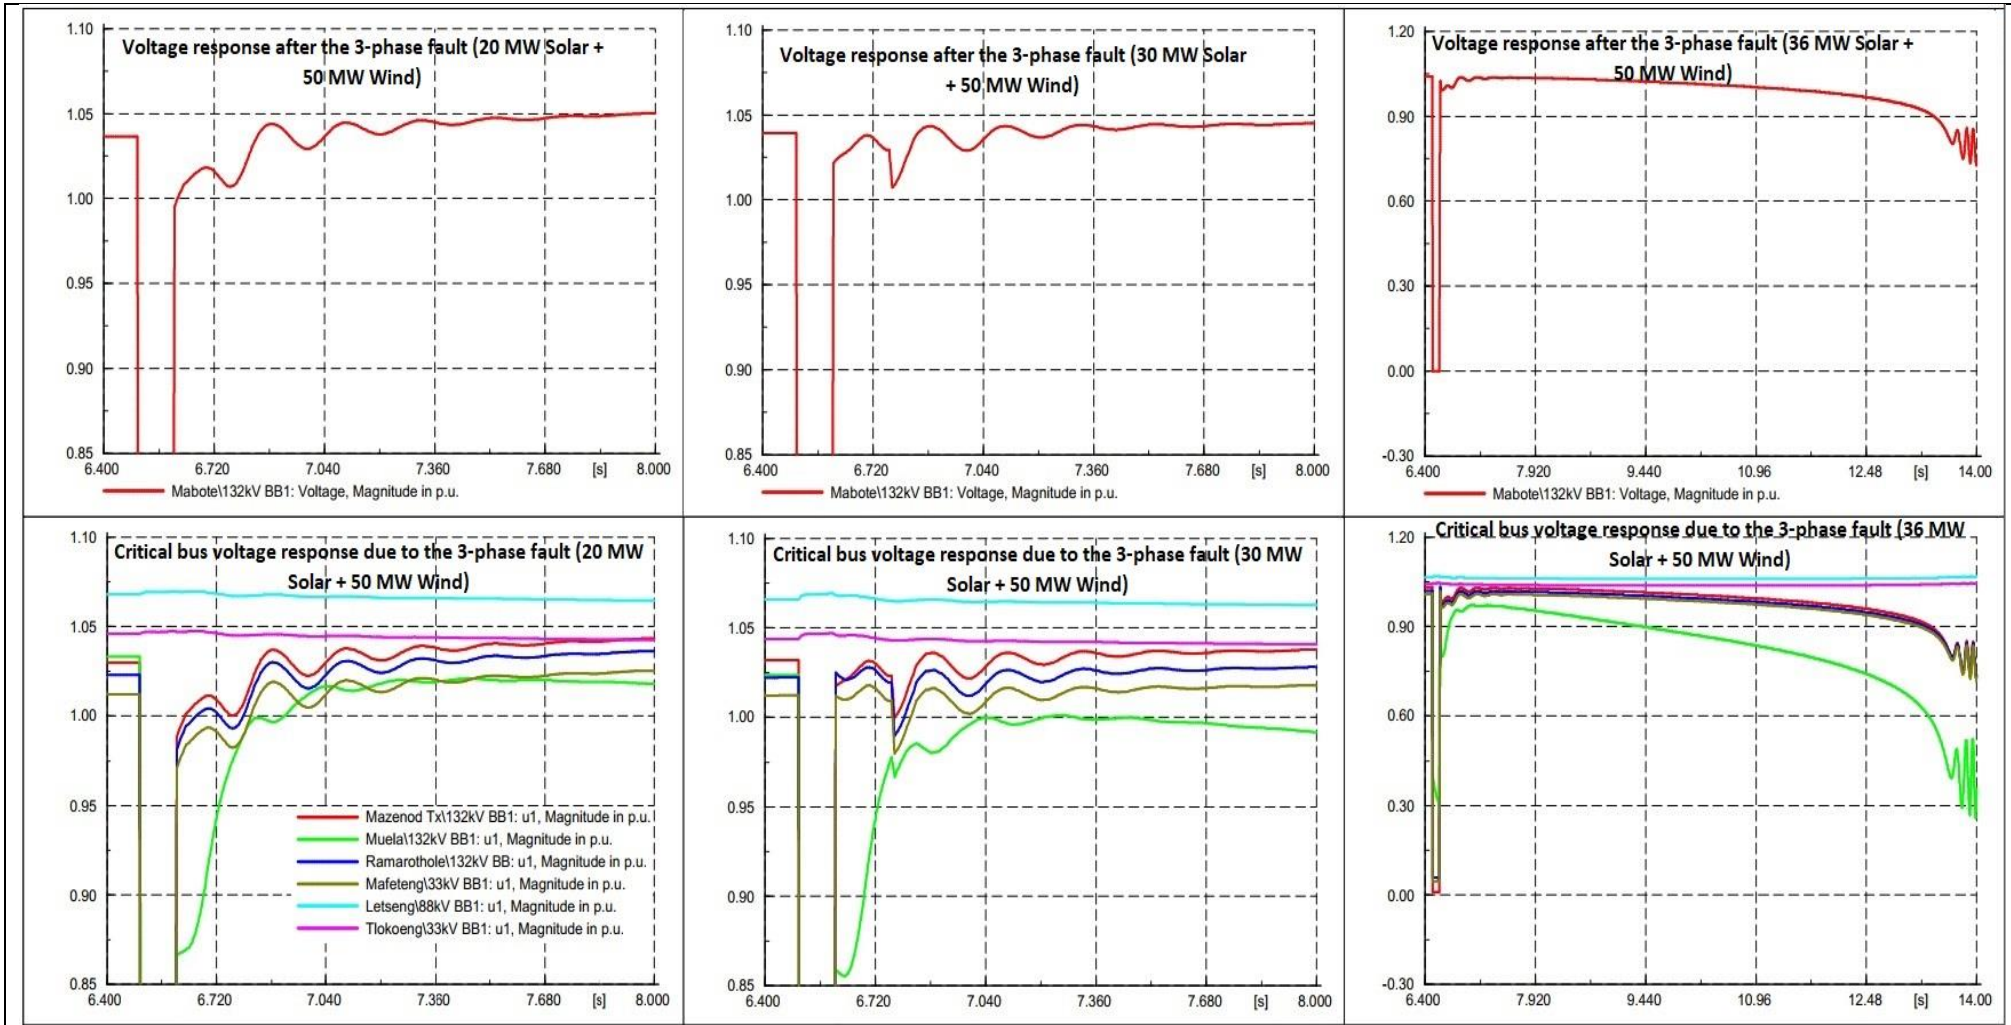 Voltage response after the 3-phase fault (20 MW Solar +
50 MW Wind)
1.10
1.05
1.00
0.95
0.90
0.85
6.400
6.720
7.040
7.360
7.680
[s]
8.000
Mabote\132kV BB1: Voltage, Magnitude in p.u.
Voltage response after the 3-phase fault (30 MW Solar
+ 50 MW Wind)
1.10
1.05
1.00
0.95
0.90
0.85
6.400
6.720
7.040
7.360
7.680
[s]
8.000
Mabote\132kV BB1: Voltage, Magnitude in p.u.
Voltage response after the 3-phase fault (36 MW Solar +
50 MW Wind)
1.20
0.90
0.60
0.30
0.00
-0.30
6.400
7.920
9.440
10.96
12.48
[s]
14.00
Mabote\132kV BB1: Voltage, Magnitude in p.u.
Critical bus voltage response due to the 3-phase fault (20 MW
Solar + 50 MW Wind)
1.10
1.05
1.00
0.95
0.90
0.85
Mazenod Tx\132kV BB1: u1, Magnitude in p.u.
Muela\132kV BB1: u1, Magnitude in p.u.
Ramarothole\132kV BB: u1, Magnitude in p.u.
Mafeteng\33kV BB1: u1, Magnitude in p.u.
Letseng\88kV BB1: u1, Magnitude in p.u.
Tlokoeng\33kV BB1: u1, Magnitude in p.u.
6.400
6.720
7.040
7.360
7.680
[s]
8.000
Critical bus voltage response due to the 3-phase fault (30 MW
Solar + 50 MW Wind)
1.10
1.05
1.00
0.95
0.90
0.85
6.400
6.720
7.040
7.360
7.680
[s]
8.000
Critical bus voltage response due to the 3-phase fault (36 MW
Solar + 50 MW Wind)
1.20
0.90
0.60
0.30
0.00
-0.30
6.400
7.920
9.440
10.96
12.48
[s]
14.00